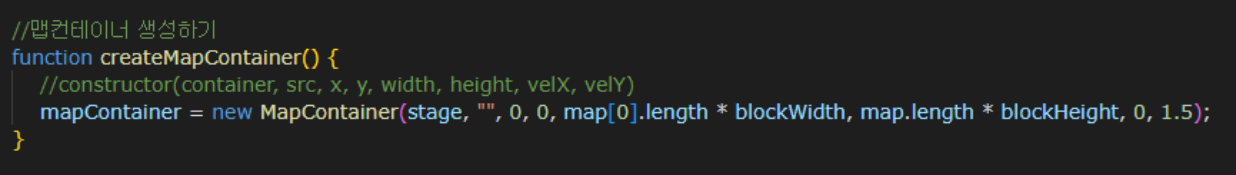 //맵컨테이너 생성하기
function createMapContainer() {
//constructor(container, src, x, y, width, height, velX, velY)
mapContainer = new MapContainer(stage, "", 0, 0, map[0].length * blockWidth, map.length * blockHeight, 0, 1.5);
}